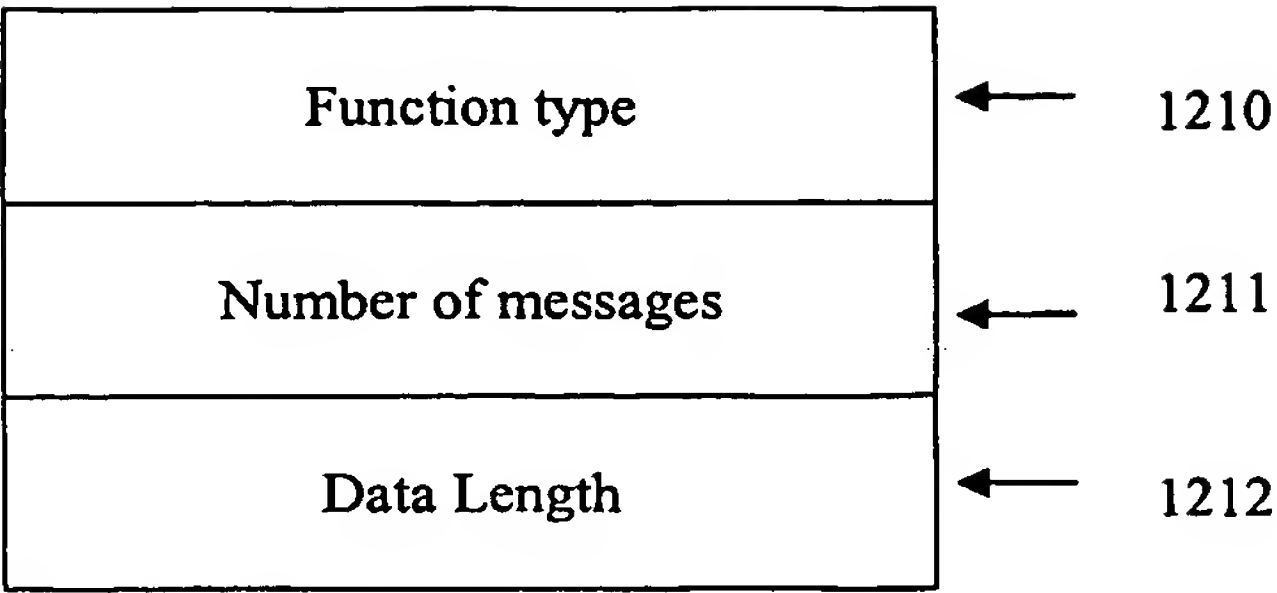 Function type
1210
Number of messages
1211
Data Length
1212